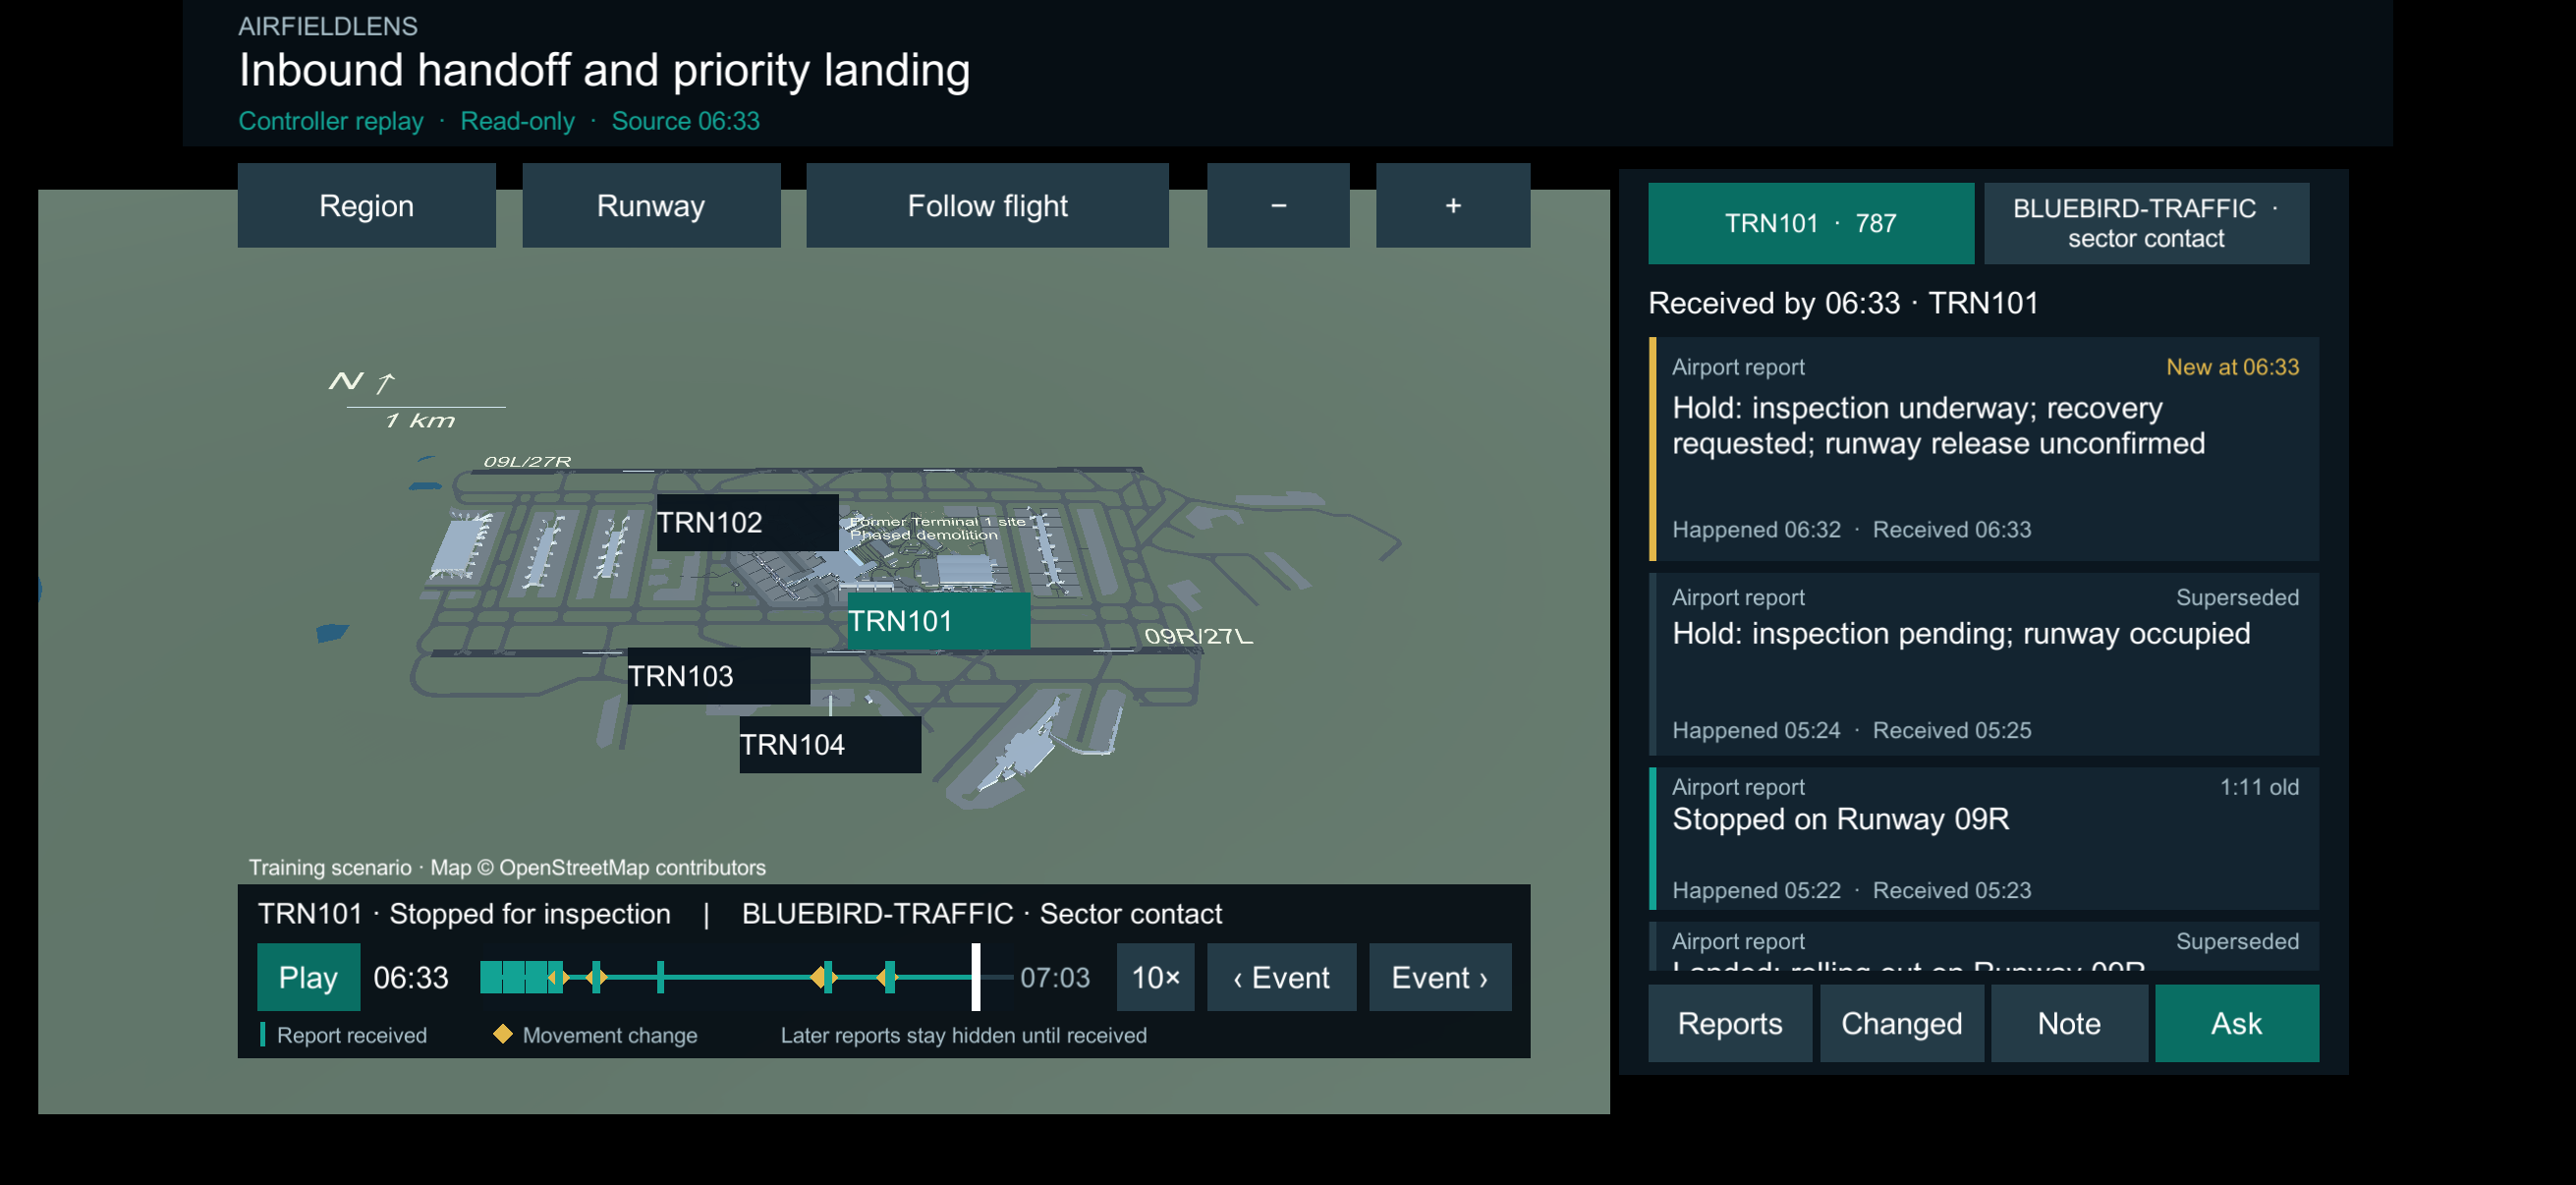 AIRFIELDLENS
Inbound handoff and priority landing
Controller replay · Read-only · Source 06:33
Region
Runway
Follow flight
−
+
N ↑
1 km
09L/27R
TRN102
Former Terminal 1 site
Phased demolition
TRN101
09R/27L
TRN103
TRN104
Training scenario · Map © OpenStreetMap contributors
TRN101 · Stopped for inspection | BLUEBIRD-TRAFFIC · Sector contact
Play
06:33
07:03
10×
‹ Event
Event ›
Report received
Movement change
Later reports stay hidden until received
TRN101 · 787
BLUEBIRD-TRAFFIC ·
sector contact
Received by 06:33 · TRN101
Airport report
New at 06:33
Hold: inspection underway; recovery
requested; runway release unconfirmed
Happened 06:32 · Received 06:33
Airport report
Superseded
Hold: inspection pending; runway occupied
Happened 05:24 · Received 05:25
Airport report
1:11 old
Stopped on Runway 09R
Happened 05:22 · Received 05:23
Airport report
Superseded
Landed; rolling out on Runway 09R
Reports
Changed
Note
Ask